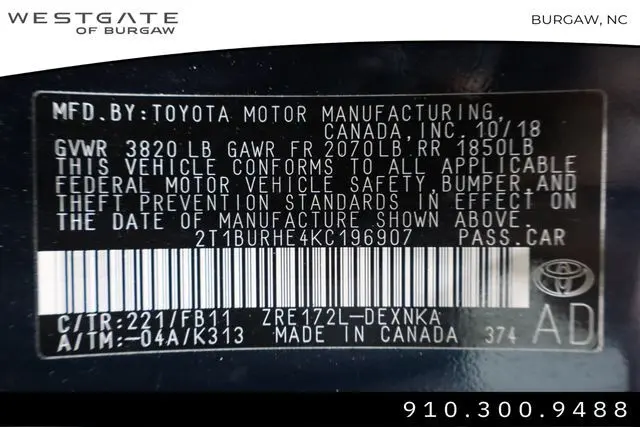 WESTGATE
OF BURGAW
BURGAW, NC
MFD.BY:TOYOTA MOTOR MANUFACTURING,
CANADA,INC.10/18
GVWR 3820 LB GAWR FR 2070LB,RR 1850LB
THIS VEHICLE CONFORMS TO ALL APPLICABLE
FEDERAL MOTOR VEHICLE SAFETY,BUMPER,AND
THEFT PREVENTION STANDARDS IN EFFECT ON
THE DATE OF MANUFACTURE SHOWN ABOVE.
2T1BURHE4KC196907 PASS.CAR
C/TR:221/FB11 ZRE172L-DEXNKA
A/TM:-04A/K313 MADE IN CANADA 374 AD
910.300.9488